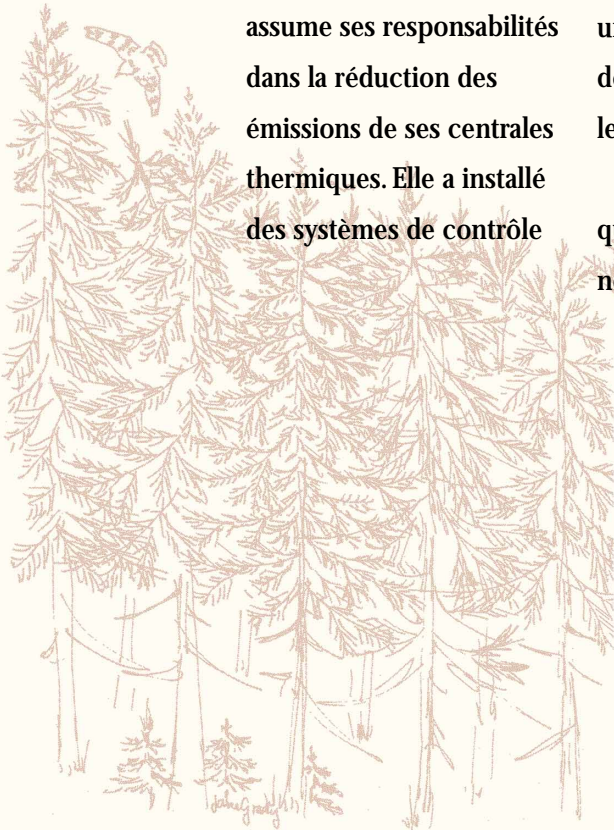 assume ses responsabilités
dans la réduction des
émissions de ses centrales
thermiques. Elle a installé
des systèmes de contrôle